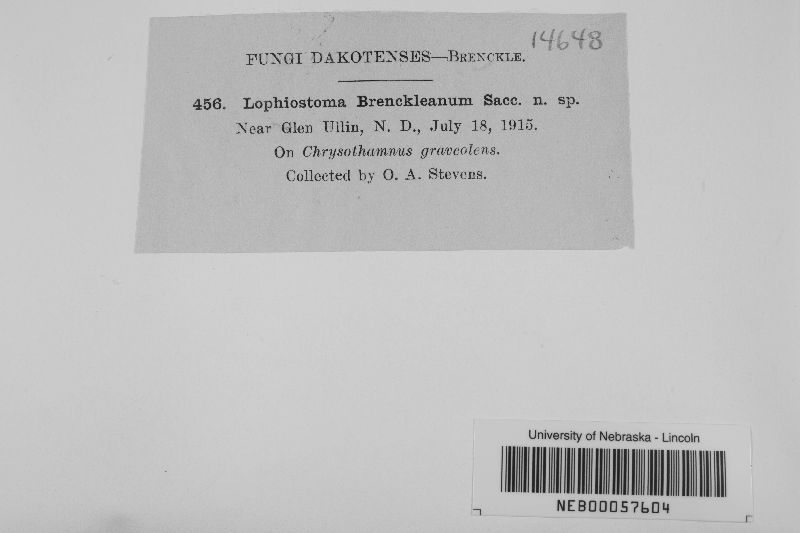 14648
FUNGI DAKOTENSES—BRENCKLE.
456. Lophiostoma Brenckleanum Sacc. n. sp.
Near Glen Ullin, N. D., July 18, 1915.
On Chrysothamnus graveolens.
Collected by O. A. Stevens.
University of Nebraska - Lincoln
NEB00057604